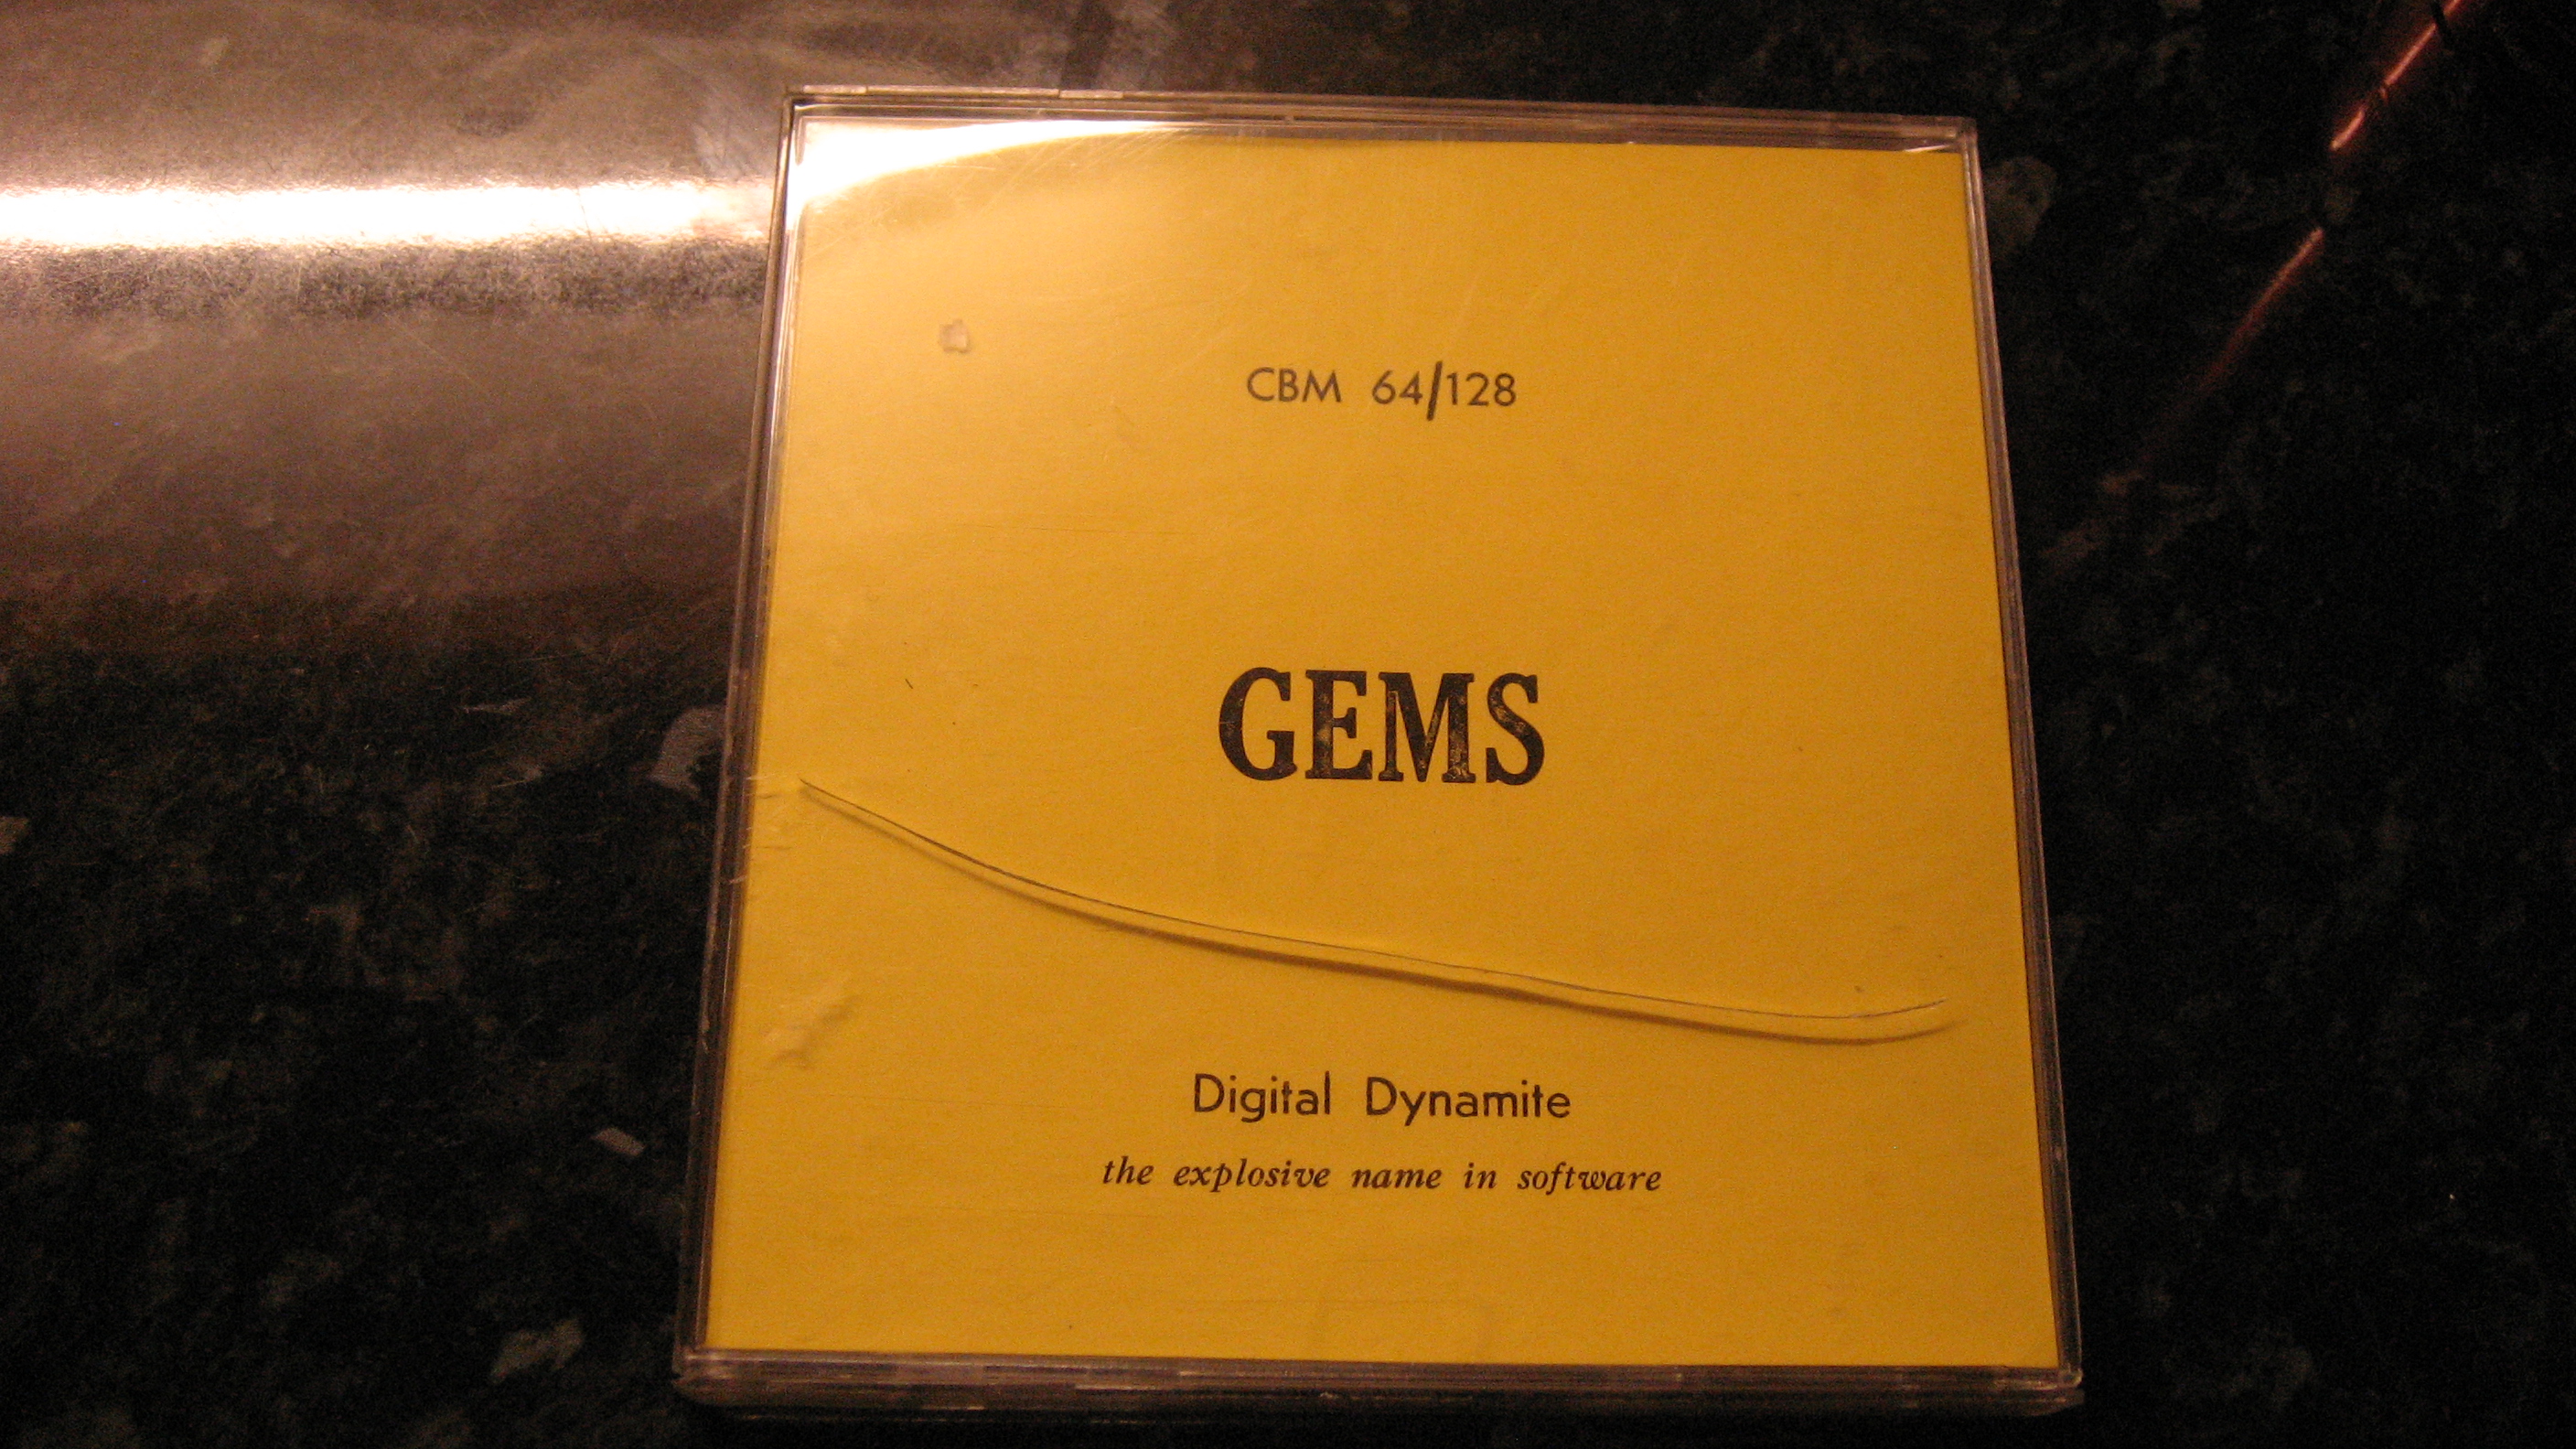 CBM 64/128
GEMS
Digital Dynamite
the explosive name in software